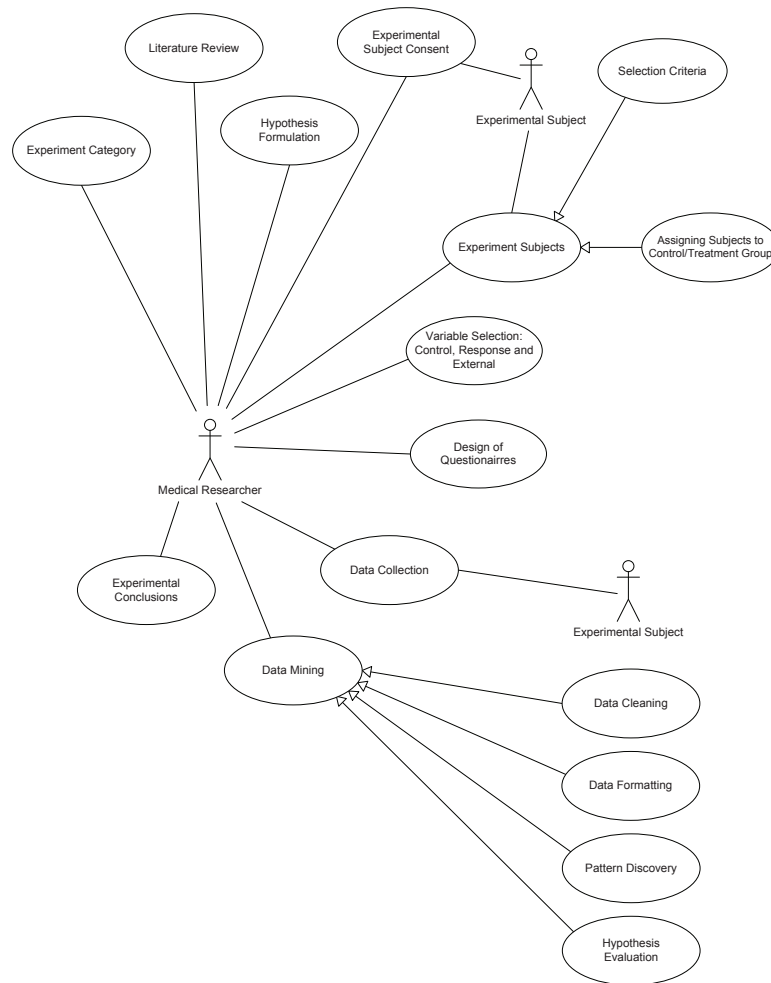 Literature Review
Experimental
Subject Consent
Selection Criteria
Experimental Subject
Hypothesis
Formulation
Experiment Category
Experiment Subjects
Assigning Subjects to
Control/Treatment Group
Variable Selection:
Control, Response and
External
Design of
Questionairres
Medical Researcher
Data Collection
Experimental
Conclusions
Experimental Subject
Data Mining
Data Cleaning
Data Formatting
Pattern Discovery
Hypothesis
Evaluation